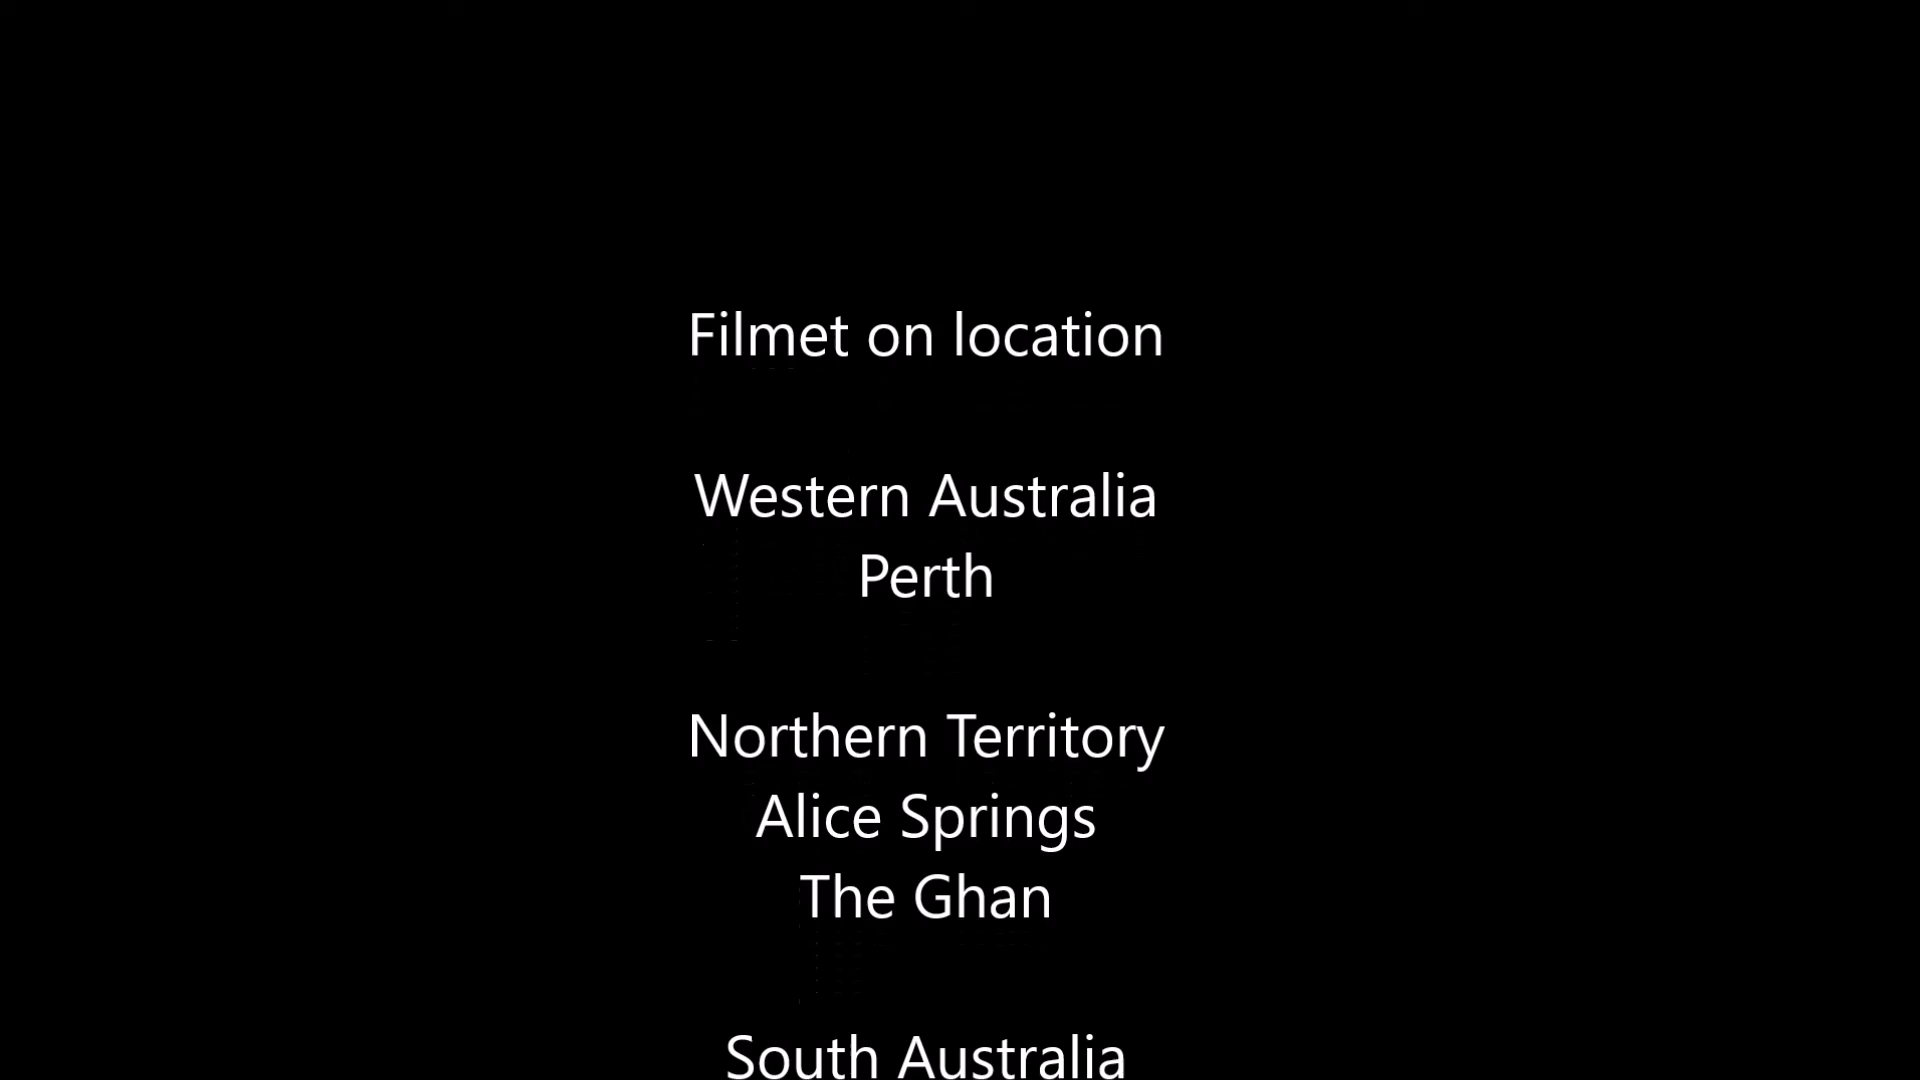 Filmet on location
Western Australia
Perth
Northern Territory
Alice Springs
The Ghan
South Australia